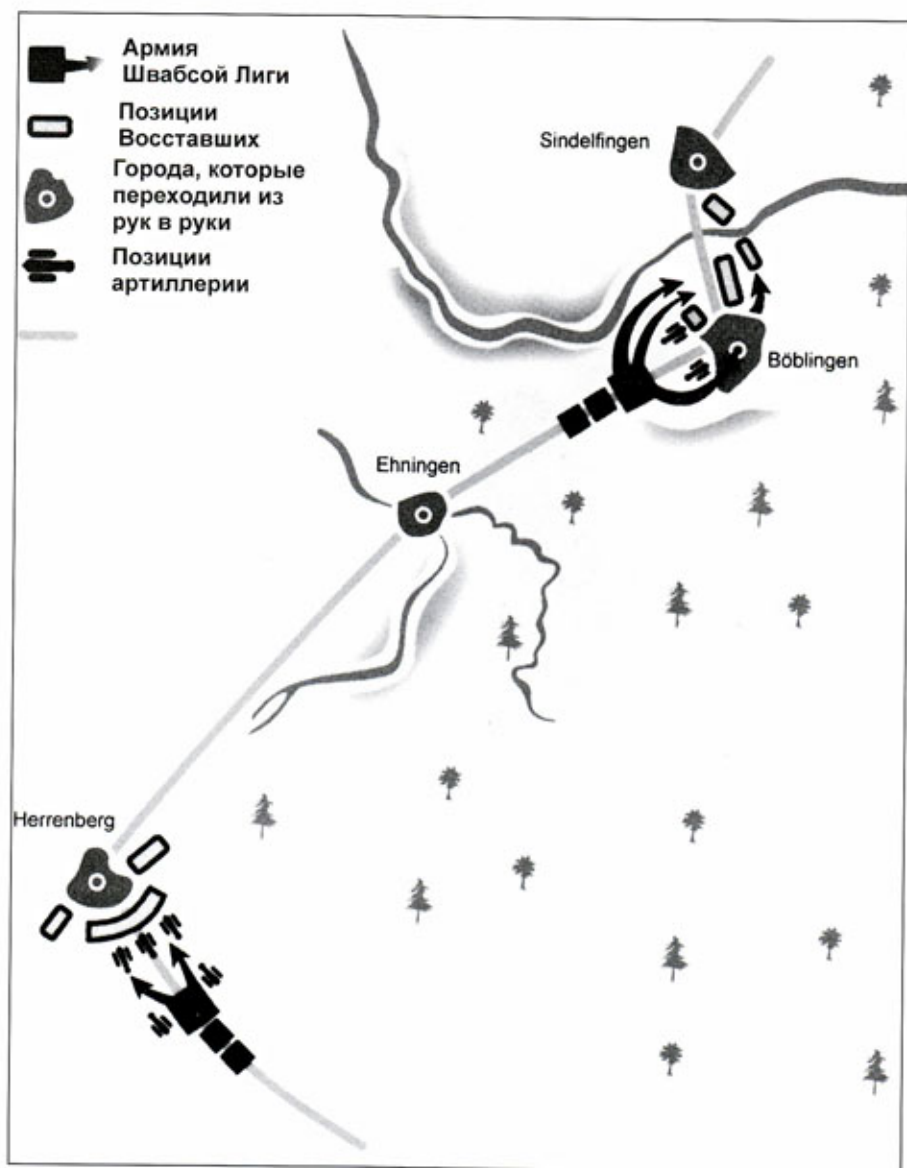 Армия
Швабсой Лиги
Позиции
Восставших
Города, которые
переходили из
рук в руки
Позиции
артиллерии
Sindelfingen
Böblingen
Ehningen
Herrenberg